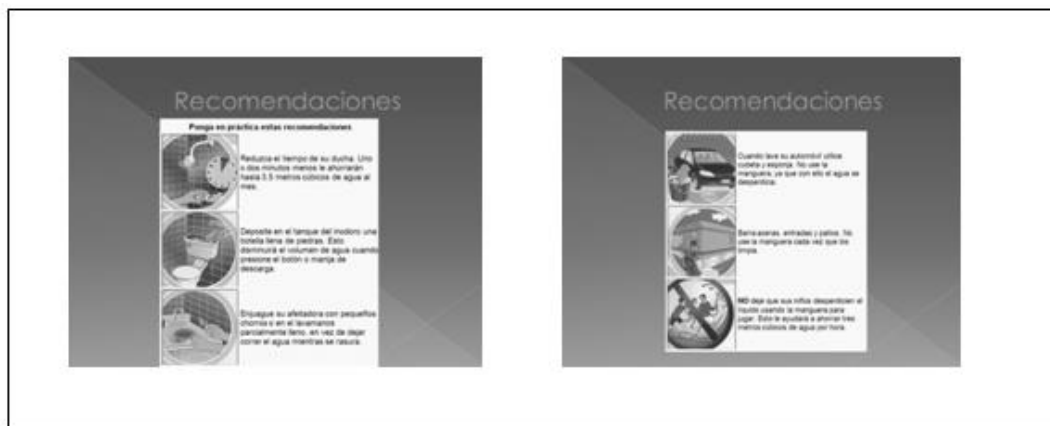 Recomendaciones
Ponga en práctica estas recomendaciones
Reduzca el tiempo de su ducha. Uno
o dos minutos menos le ahorrarán
hasta 3.5 metros cúbicos de agua al
mes.
Deposite en el tanque del inodoro una
botella llena de piedras. Esto
disminuirá el volumen de agua cuando
presione el botón o manija de
descarga.
Enjuague su afeitadora con pequeños
chorros o en el lavamanos
parcialmente lleno, en vez de dejar
correr el agua mientras se rasura.
Recomendaciones
Cuando lave su automóvil utilice
cubeta y esponja. No use la
manguera, ya que con ello el agua se
desperdicia.
Barra aceras, entradas y patios. No
use la manguera cada vez que los
limpia.
NO deje que sus niños desperdicien el
líquido usando la manguera para
jugar. Esto le ayudará a ahorrar tres
metros cúbicos de agua por hora.